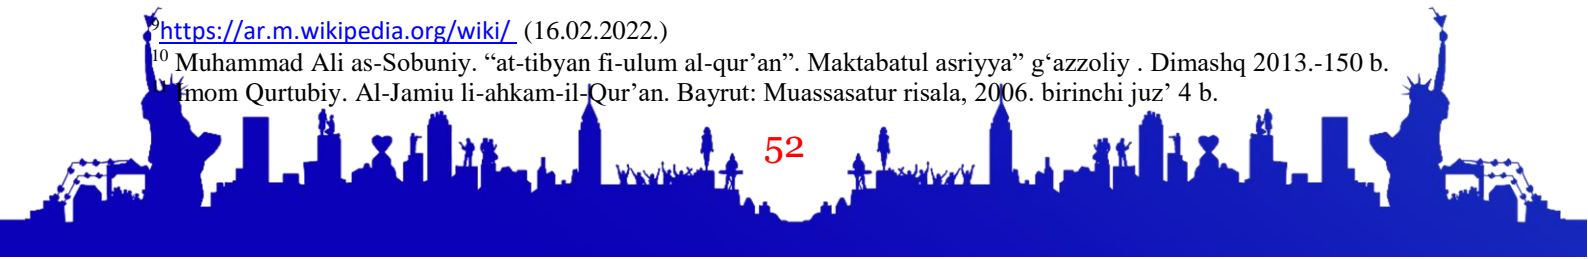 ⁹https://ar.m.wikipedia.org/wiki/ (16.02.2022.)
¹⁰ Muhammad Ali as-Sobuniy. “at-tibyan fi-ulum al-qur’an”. Maktabatul asriyya” g‘azzoliy . Dimashq 2013.-150 b.
Imom Qurtubiy. Al-Jamiu li-ahkam-il-Qur’an. Bayrut: Muassasatur risala, 2006. birinchi juz’ 4 b.
52